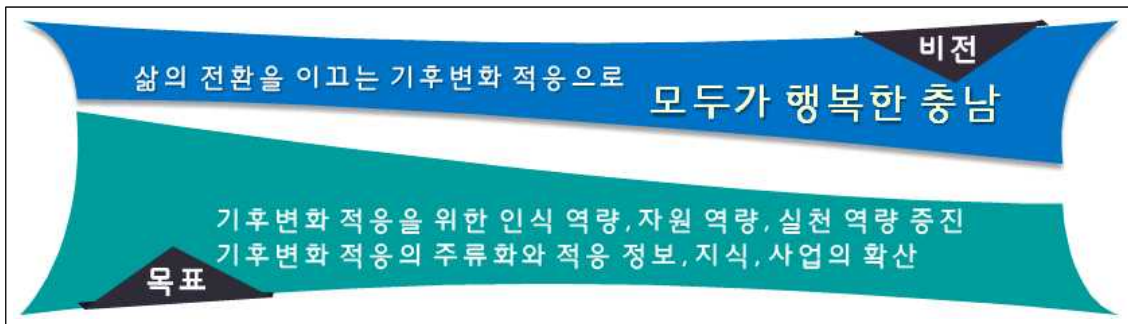 비전
삶의 전환을 이끄는 기후변화 적응으로
모두가 행복한 충남
기후변화 적응을 위한 인식 역량, 자원 역량, 실천 역량 증진
기후변화 적응의 주류화와 적응 정보, 지식, 사업의 확산
목표